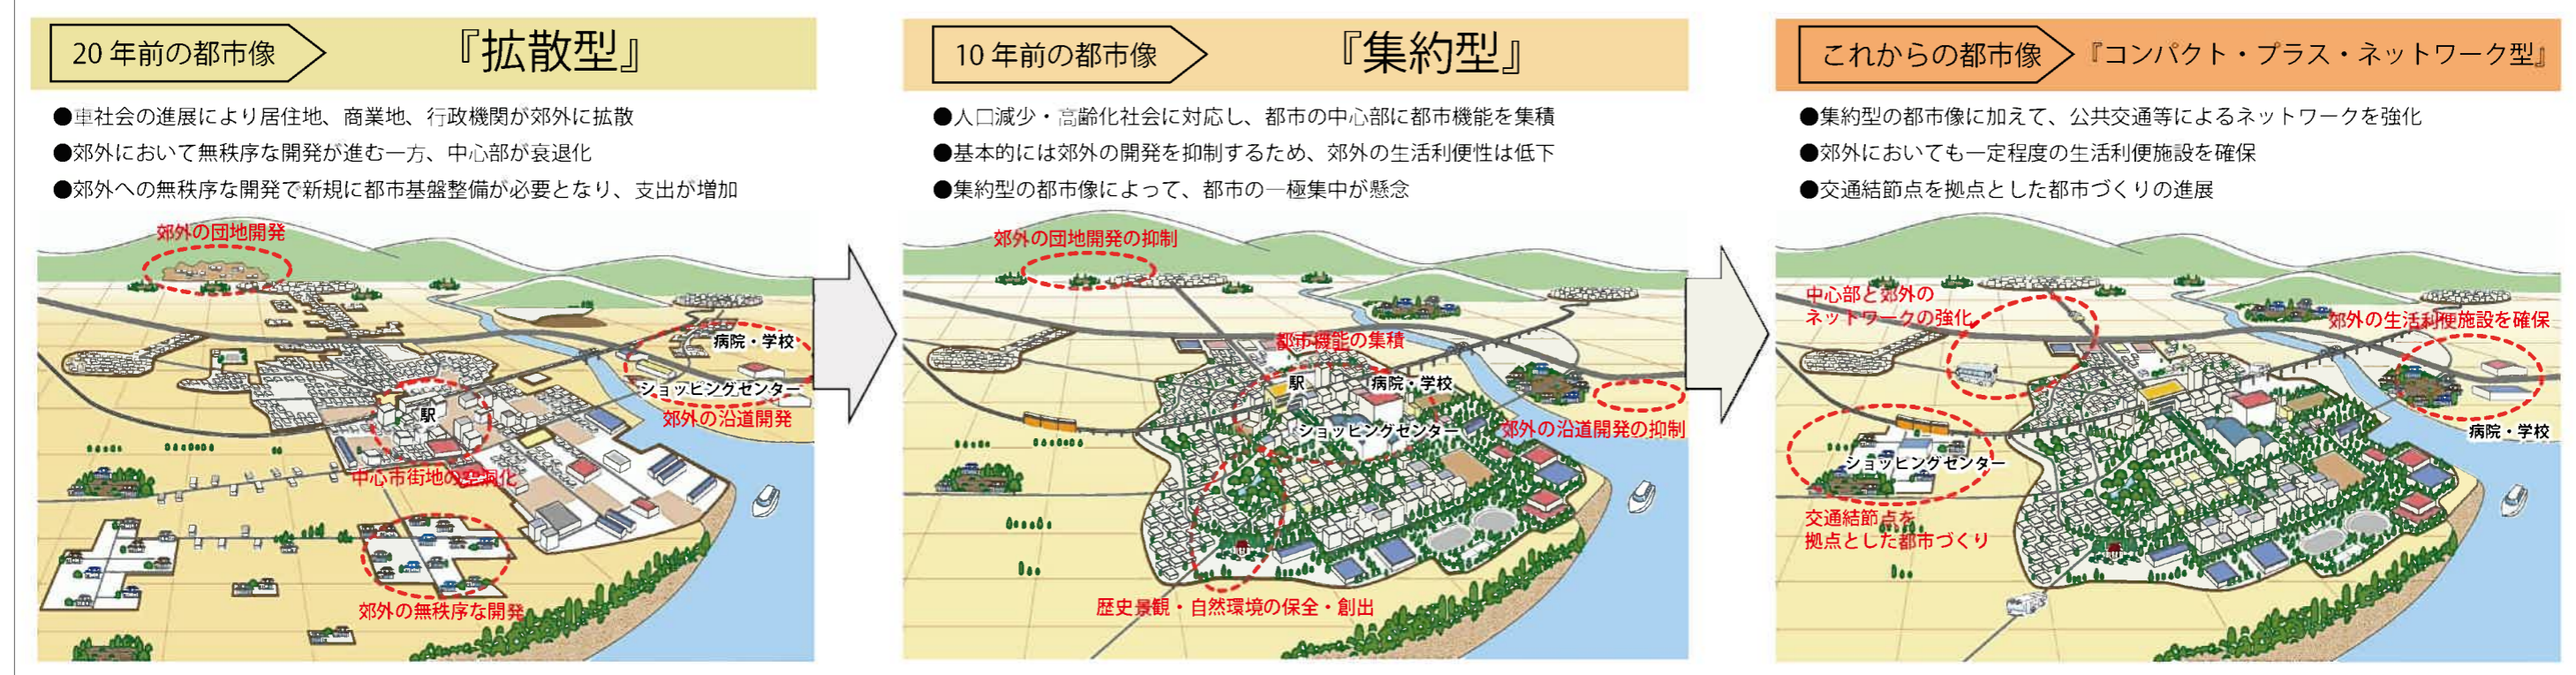 20年前の都市像
『拡散型』
●車社会の進展により居住地、商業地、行政機関が郊外に拡散
●郊外において無秩序な開発が進む一方、中心部が衰退化
●郊外への無秩序な開発で新規に都市基盤整備が必要となり、支出が増加
郊外の団地開発
病院・学校
ショッピングセンター
郊外の沿道開発
駅
中心市街地の空洞化
郊外の無秩序な開発
10年前の都市像
『集約型』
●人口減少・高齢化社会に対応し、都市の中心部に都市機能を集積
●基本的には郊外の開発を抑制するため、郊外の生活利便性は低下
●集約型の都市像によって、都市の一極集中が懸念
郊外の団地開発の抑制
都市機能の集積
駅
病院・学校
ショッピングセンター
郊外の沿道開発の抑制
歴史景観・自然環境の保全・創出
これからの都市像
『コンパクト・プラス・ネットワーク型』
●集約型の都市像に加えて、公共交通等によるネットワークを強化
●郊外においても一定程度の生活利便施設を確保
●交通結節点を拠点とした都市づくりの進展
中心部と郊外の
ネットワークの強化
郊外の生活利便施設を確保
病院・学校
ショッピングセンター
交通結節点を
拠点とした都市づくり